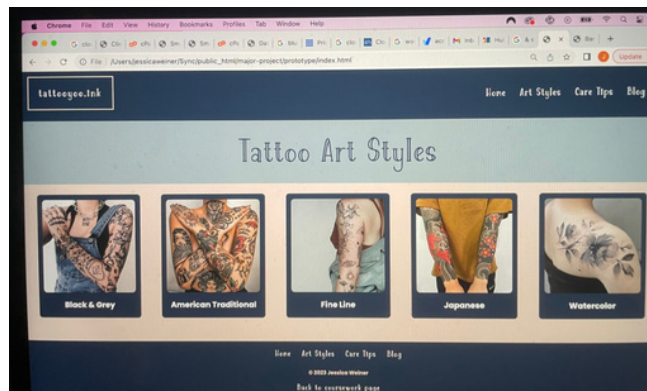 Chrome File Edit View History Bookmarks Profiles Tab Window Help
File /Users/jessicaweiner/Sync/public_html/major-project/prototype/index.html
Update
tattooyoo.Ink
Home Art Styles Care Tips Blog
Tattoo Art Styles
Black & Grey American Traditional Fine Line Japanese Watercolor
Home Art Styles Care Tips Blog
© 2023 Jessica Weiner
Back to coursework page